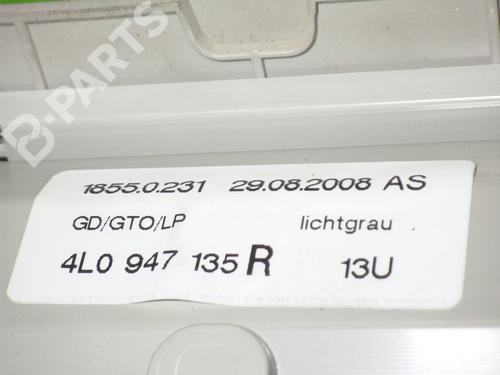 B-PARTS
1855.0.231 29.08.2008 AS
GD/GTO/LP lichtgrau
4L0 947 135 R 13U